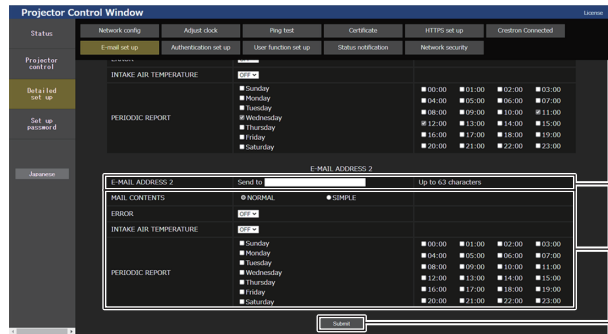 Projector Control Window
License
Status
Network config
Adjust clock
Ping test
Certificate
HTTPS set up
Crestron Connected
E-mail set up
Authentication set up
User function set up
Status notification
Network security
Projector control
Detailed set up
Set up password
Japanese
INTAKE AIR TEMPERATURE
OFF
PERIODIC REPORT
Sunday
Monday
Tuesday
Wednesday
Thursday
Friday
Saturday
00:00 01:00 02:00 03:00
04:00 05:00 06:00 07:00
08:00 09:00 10:00 11:00
12:00 13:00 14:00 15:00
16:00 17:00 18:00 19:00
20:00 21:00 22:00 23:00
E-MAIL ADDRESS 2
E-MAIL ADDRESS 2
Send to
Up to 63 characters
MAIL CONTENTS
NORMAL
SIMPLE
ERROR
OFF
INTAKE AIR TEMPERATURE
OFF
PERIODIC REPORT
Sunday
Monday
Tuesday
Wednesday
Thursday
Friday
Saturday
00:00 01:00 02:00 03:00
04:00 05:00 06:00 07:00
08:00 09:00 10:00 11:00
12:00 13:00 14:00 15:00
16:00 17:00 18:00 19:00
20:00 21:00 22:00 23:00
Submit